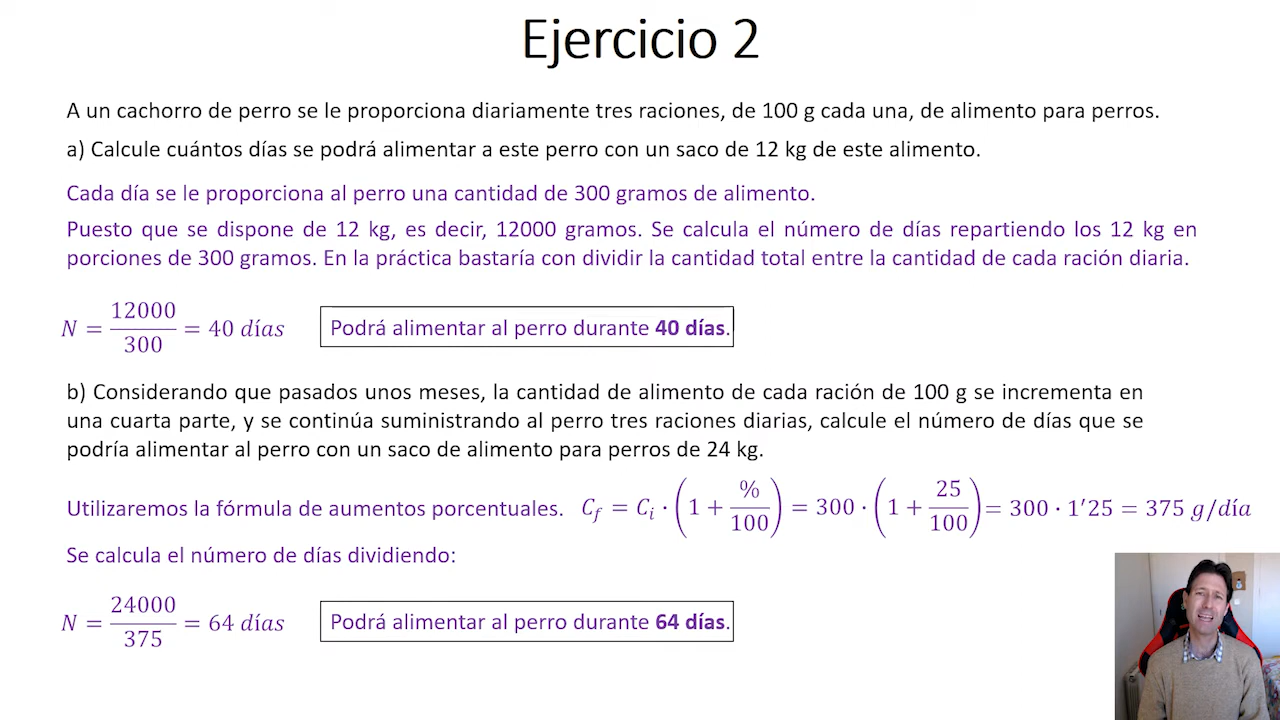 Ejercicio 2
A un cachorro de perro se le proporciona diariamente tres raciones, de 100 g cada una, de alimento para perros.
a) Calcule cuántos días se podrá alimentar a este perro con un saco de 12 kg de este alimento.
Cada día se le proporciona al perro una cantidad de 300 gramos de alimento.
Puesto que se dispone de 12 kg, es decir, 12000 gramos. Se calcula el número de días repartiendo los 12 kg en
porciones de 300 gramos. En la práctica bastaría con dividir la cantidad total entre la cantidad de cada ración diaria.
N = 12000/300 = 40 días
Podrá alimentar al perro durante 40 días.
b) Considerando que pasados unos meses, la cantidad de alimento de cada ración de 100 g se incrementa en
una cuarta parte, y se continúa suministrando al perro tres raciones diarias, calcule el número de días que se
podría alimentar al perro con un saco de alimento para perros de 24 kg.
Utilizaremos la fórmula de aumentos porcentuales. C_f = C_i · (1 + %/100) = 300 · (1 + 25/100) = 300 · 1'25 = 375 g/día
Se calcula el número de días dividiendo:
N = 24000/375 = 64 días
Podrá alimentar al perro durante 64 días.